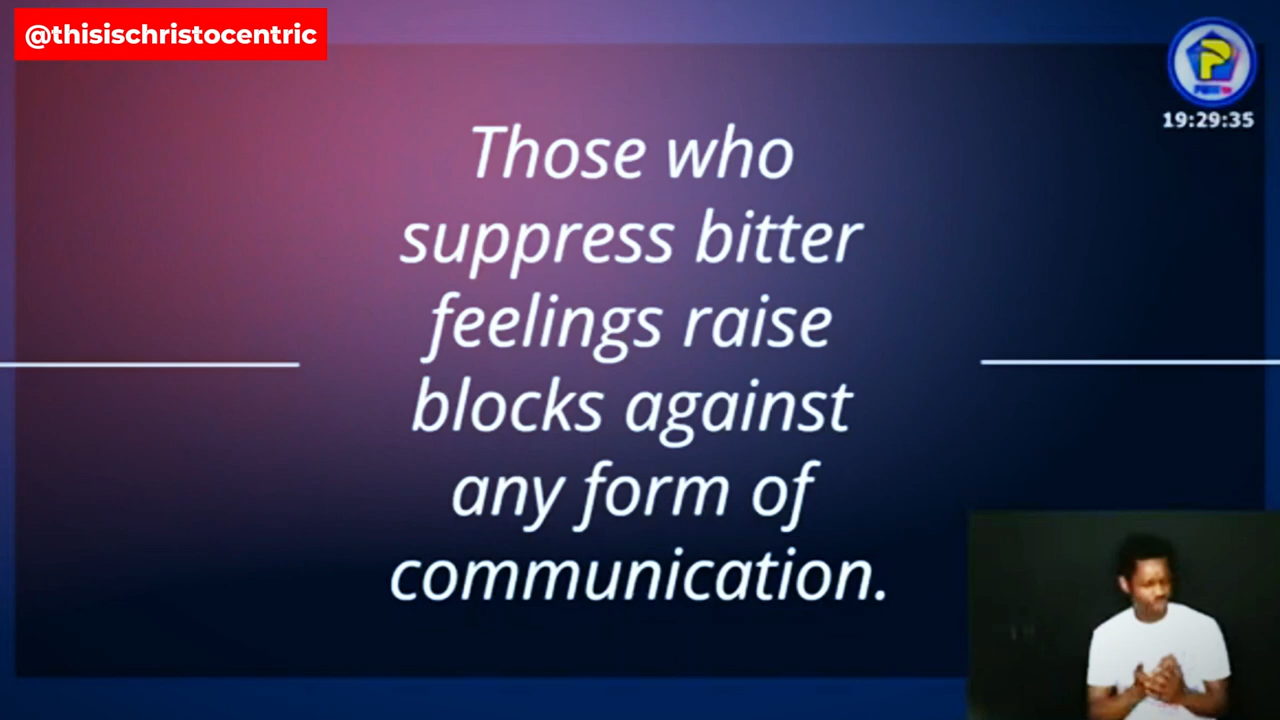 @thisischristocentric
P
19:29:35
Those who
suppress bitter
feelings raise
blocks against
any form of
communication.